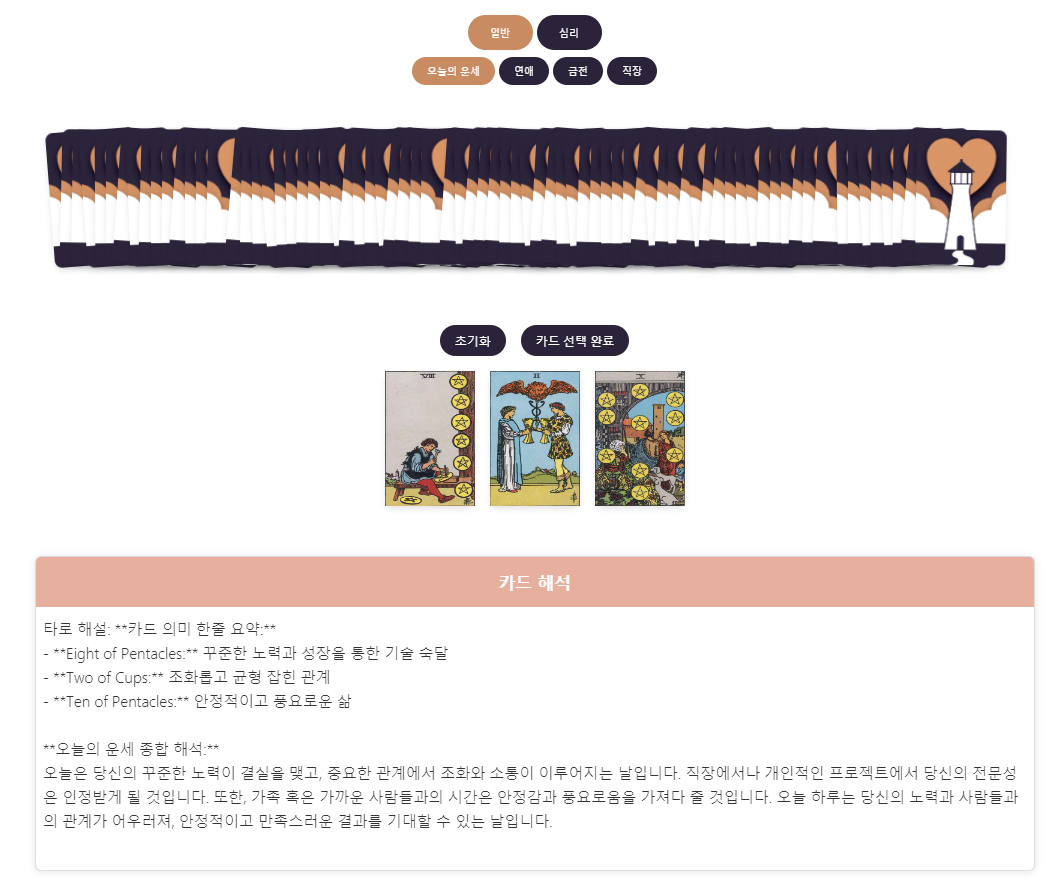 일반 심리
오늘의 운세 연애 금전 직장
초기화 카드 선택 완료
VIII II X
카드 해석
타로 해설: **카드 의미 한줄 요약:**
- **Eight of Pentacles:** 꾸준한 노력과 성장을 통한 기술 숙달
- **Two of Cups:** 조화롭고 균형 잡힌 관계
- **Ten of Pentacles:** 안정적이고 풍요로운 삶
**오늘의 운세 종합 해석:**
오늘은 당신의 꾸준한 노력이 결실을 맺고, 중요한 관계에서 조화와 소통이 이루어지는 날입니다. 직장에서나 개인적인 프로젝트에서 당신의 전문성
은 인정받게 될 것입니다. 또한, 가족 혹은 가까운 사람들과의 시간은 안정감과 풍요로움을 가져다 줄 것입니다. 오늘 하루는 당신의 노력과 사람들과
의 관계가 어우러져, 안정적이고 만족스러운 결과를 기대할 수 있는 날입니다.